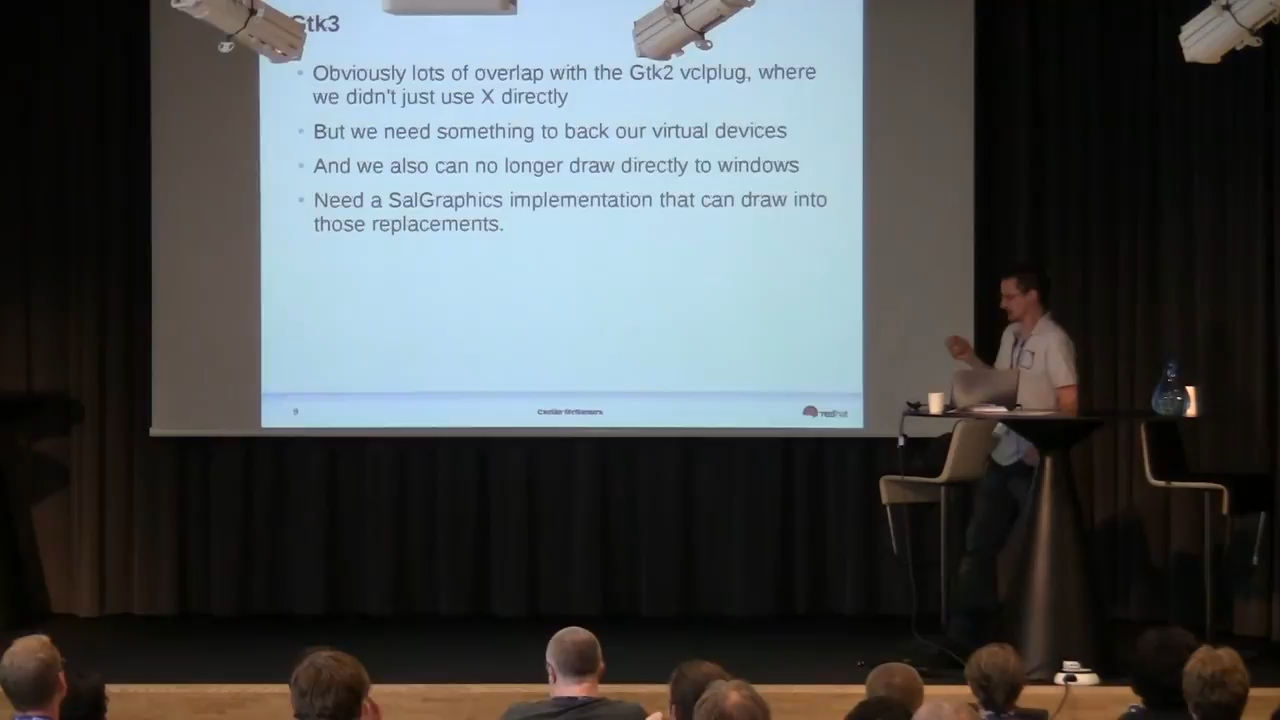 Gtk3
Obviously lots of overlap with the Gtk2 vclplug, where
we didn't just use X directly
But we need something to back our virtual devices
And we also can no longer draw directly to windows
Need a SalGraphics implementation that can draw into
those replacements.
9
redhat